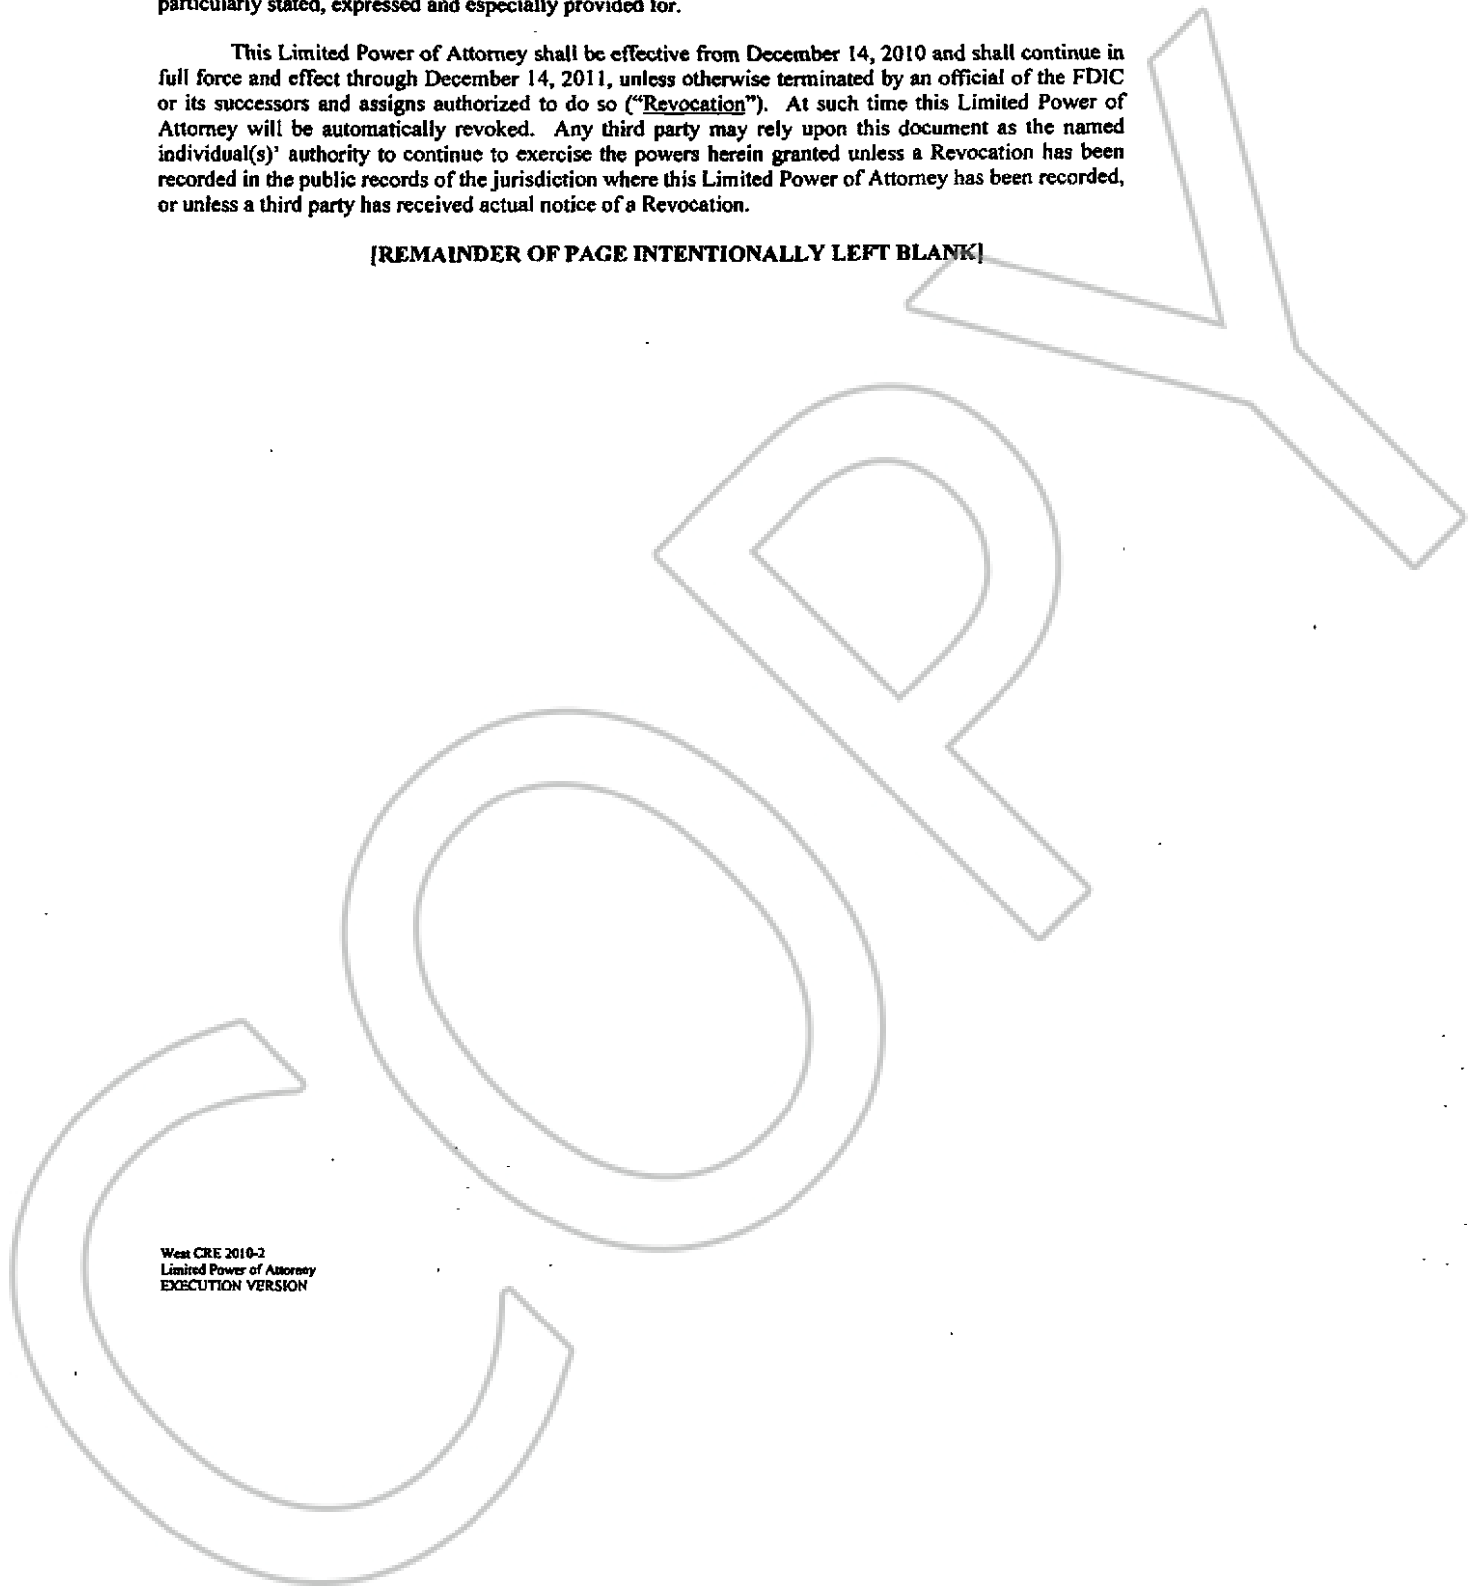 particularly stated, expressed and especially provided for.
This Limited Power of Attorney shall be effective from December 14, 2010 and shall continue in
full force and effect through December 14, 2011, unless otherwise terminated by an official of the FDIC
or its successors and assigns authorized to do so (“Revocation”). At such time this Limited Power of
Attorney will be automatically revoked. Any third party may rely upon this document as the named
individual(s)’ authority to continue to exercise the powers herein granted unless a Revocation has been
recorded in the public records of the jurisdiction where this Limited Power of Attorney has been recorded,
or unless a third party has received actual notice of a Revocation.
[REMAINDER OF PAGE INTENTIONALLY LEFT BLANK]
COPY
West CRE 2010-2
Limited Power of Attorney
EXECUTION VERSION